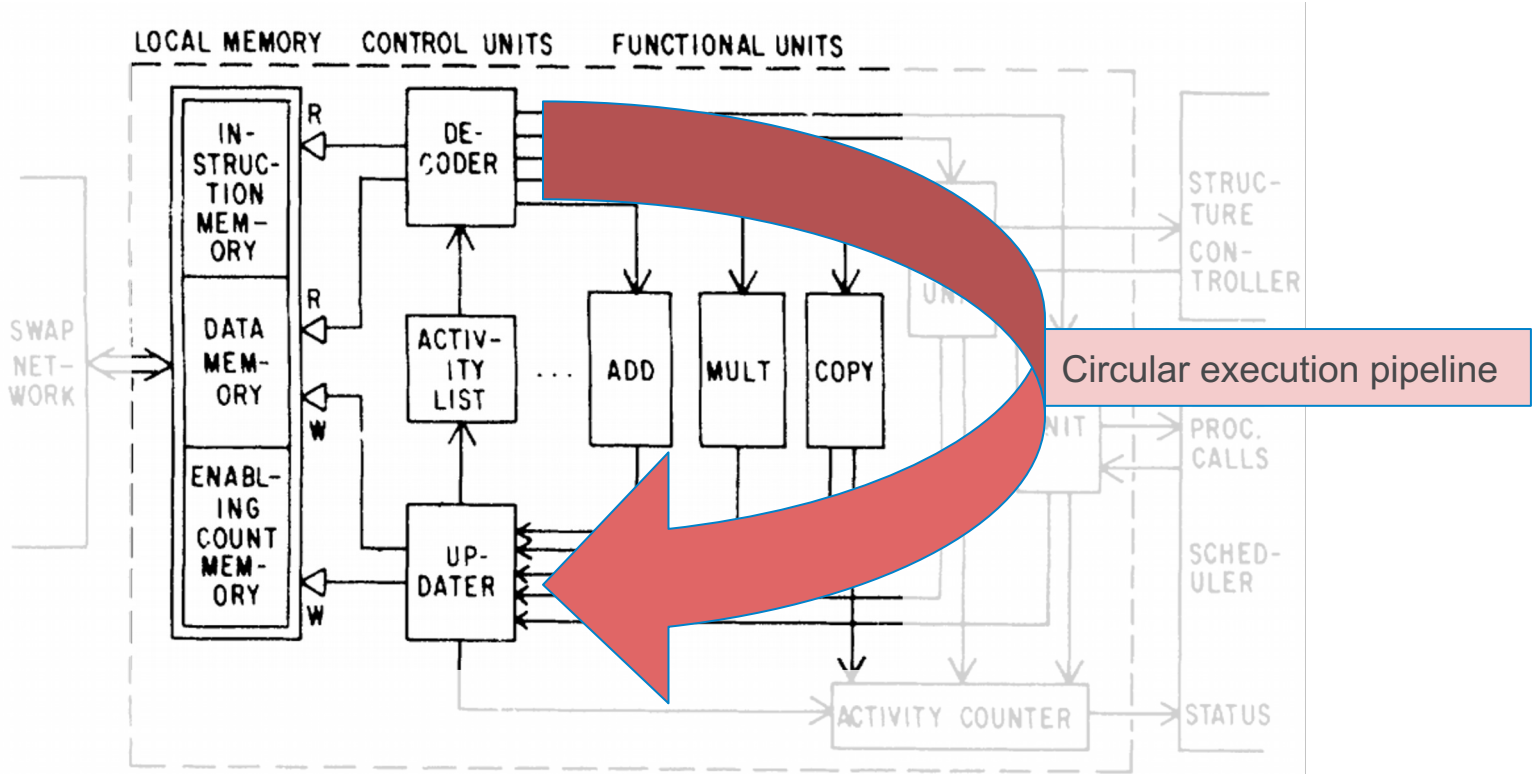 LOCAL MEMORY
CONTROL UNITS
FUNCTIONAL UNITS
IN-
STRUC-
TION
MEM-
ORY
R
DE-
CODER
STRUC-
TURE
CON-
TROLLER
SWAP
NET-
WORK
DATA
MEM-
ORY
R
W
ACTIV-
ITY
LIST
...
ADD
MULT
COPY
Circular execution pipeline
PROC.
CALLS
ENABL-
ING
COUNT
MEM-
ORY
W
UP-
DATER
SCHED-
ULER
ACTIVITY COUNTER
STATUS